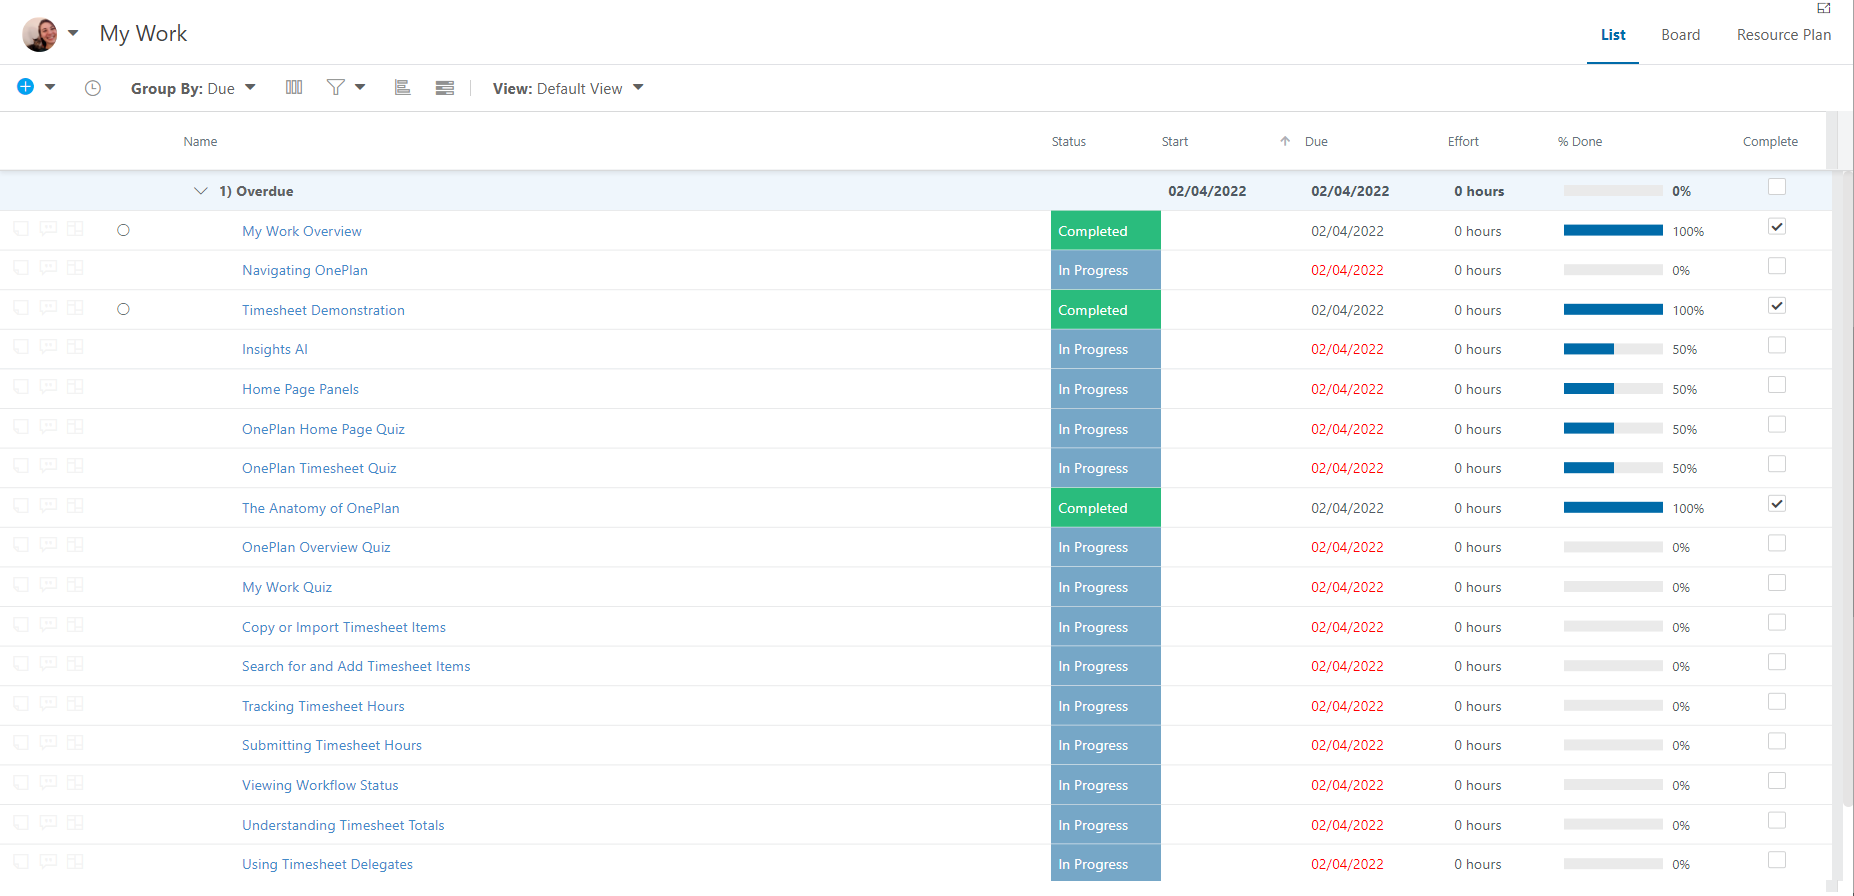 My Work
List Board Resource Plan
Group By: Due View: Default View
Name Status Start Due Effort % Done Complete
1) Overdue 02/04/2022 02/04/2022 0 hours 0%
My Work Overview Completed 02/04/2022 0 hours 100%
Navigating OnePlan In Progress 02/04/2022 0 hours 0%
Timesheet Demonstration Completed 02/04/2022 0 hours 100%
Insights AI In Progress 02/04/2022 0 hours 50%
Home Page Panels In Progress 02/04/2022 0 hours 50%
OnePlan Home Page Quiz In Progress 02/04/2022 0 hours 50%
OnePlan Timesheet Quiz In Progress 02/04/2022 0 hours 50%
The Anatomy of OnePlan Completed 02/04/2022 0 hours 100%
OnePlan Overview Quiz In Progress 02/04/2022 0 hours 0%
My Work Quiz In Progress 02/04/2022 0 hours 0%
Copy or Import Timesheet Items In Progress 02/04/2022 0 hours 0%
Search for and Add Timesheet Items In Progress 02/04/2022 0 hours 0%
Tracking Timesheet Hours In Progress 02/04/2022 0 hours 0%
Submitting Timesheet Hours In Progress 02/04/2022 0 hours 0%
Viewing Workflow Status In Progress 02/04/2022 0 hours 0%
Understanding Timesheet Totals In Progress 02/04/2022 0 hours 0%
Using Timesheet Delegates In Progress 02/04/2022 0 hours 0%